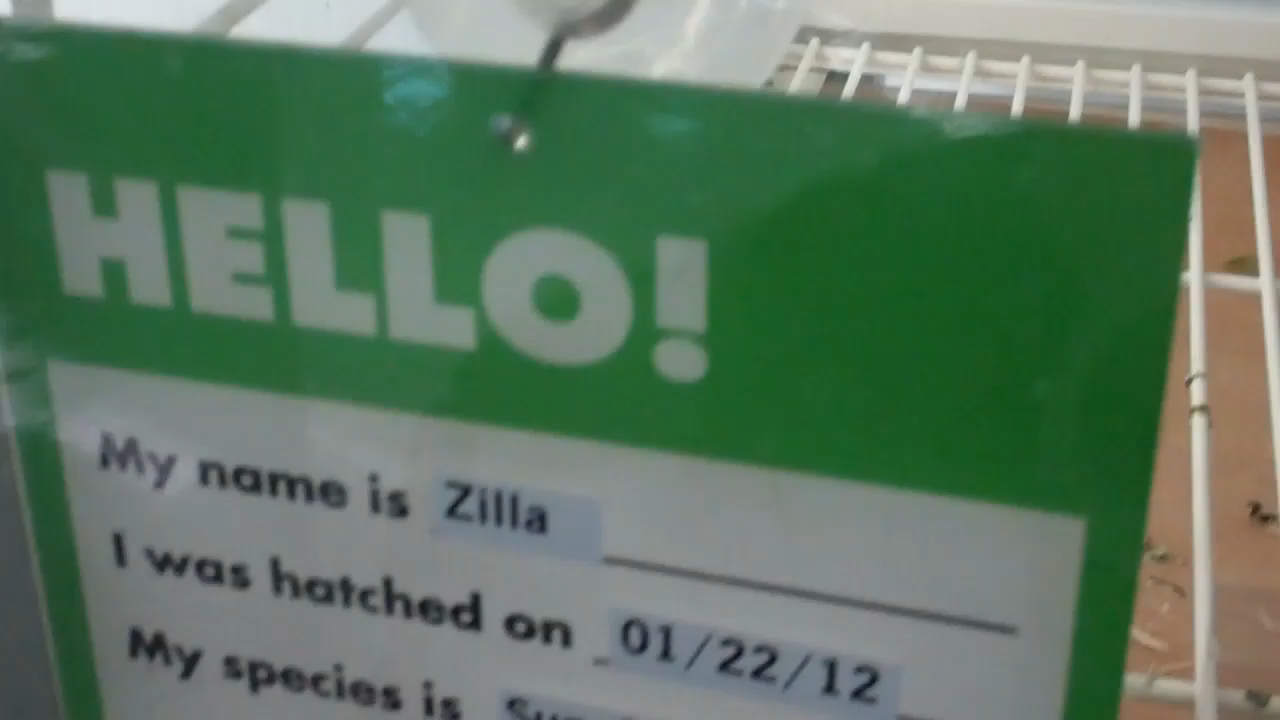 HELLO!
My name is Zilla
I was hatched on 01/22/12
My species is